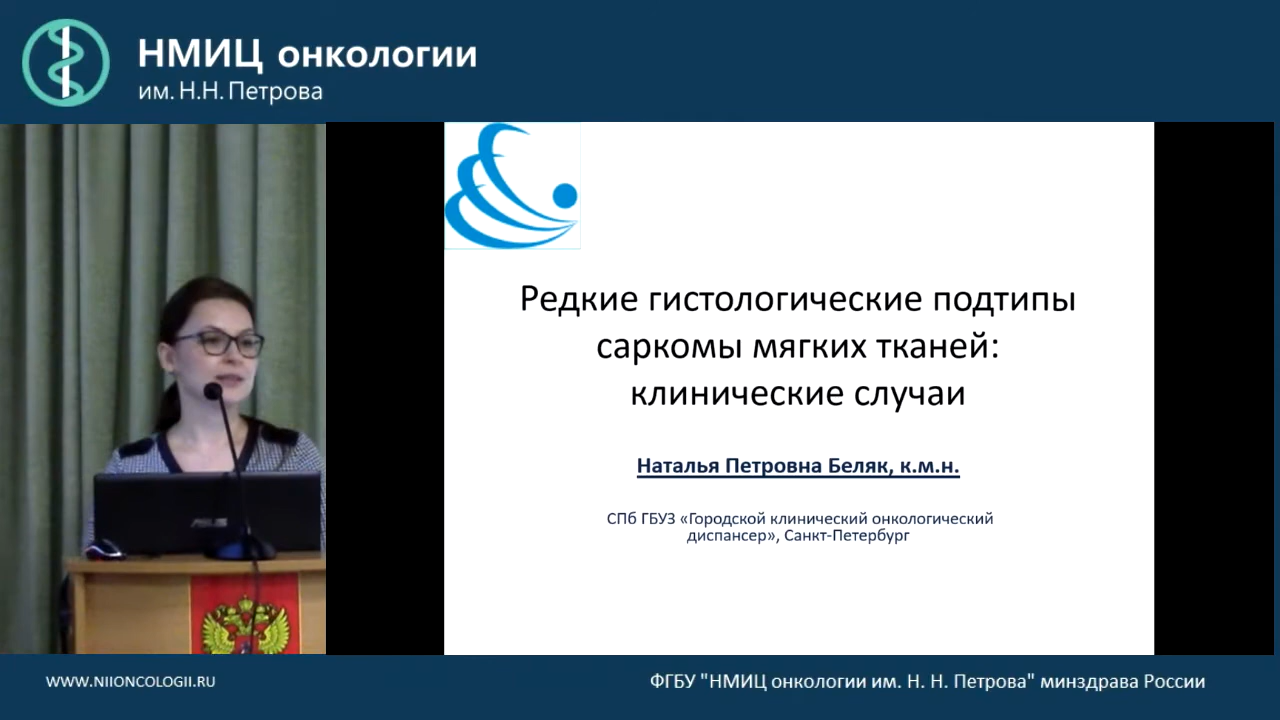 НМИЦ онкологии
им. Н.Н. Петрова
Редкие гистологические подтипы
саркомы мягких тканей:
клинические случаи
Наталья Петровна Беляк, к.м.н.
СПб ГБУЗ «Городской клинический онкологический
диспансер», Санкт-Петербург
ASUS
WWW.NIIONCOLOGII.RU
ФГБУ "НМИЦ онкологии им. Н. Н. Петрова" минздрава России